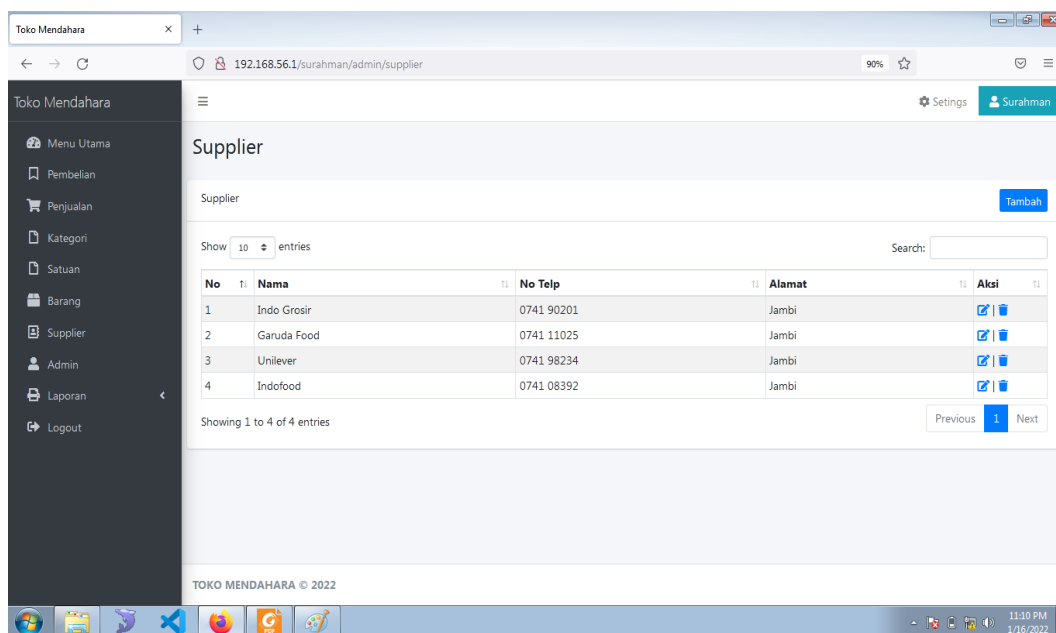 Toko Mendahara
192.168.56.1/surahman/admin/supplier
90%
Toko Mendahara
Setings
Surahman
Menu Utama
Pembelian
Penjualan
Kategori
Satuan
Barang
Supplier
Admin
Laporan
Logout
Supplier
Supplier
Tambah
Show 10 entries
Search:
No Nama No Telp Alamat Aksi
1 Indo Grosir 0741 90201 Jambi |
2 Garuda Food 0741 11025 Jambi |
3 Unilever 0741 98234 Jambi |
4 Indofood 0741 08392 Jambi |
Showing 1 to 4 of 4 entries
Previous 1 Next
TOKO MENDAHARA © 2022
11:10 PM
1/16/2022